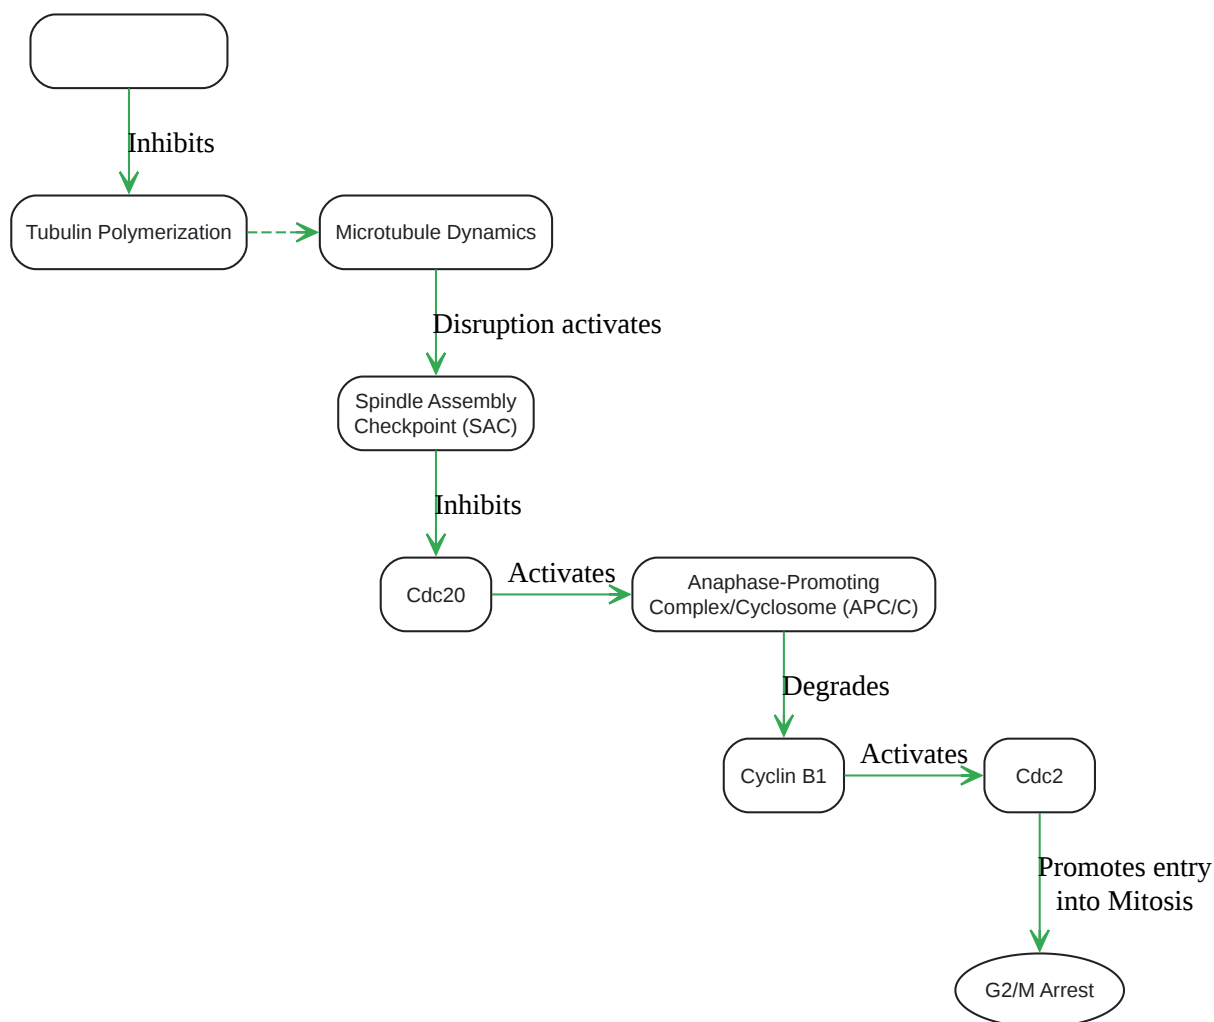 Inhibits
Tubulin Polymerization
Microtubule Dynamics
Disruption activates
Spindle Assembly
Checkpoint (SAC)
Inhibits
Cdc20
Activates
Anaphase-Promoting
Complex/Cyclosome (APC/C)
Degrades
Cyclin B1
Activates
Cdc2
Promotes entry
into Mitosis
G2/M Arrest